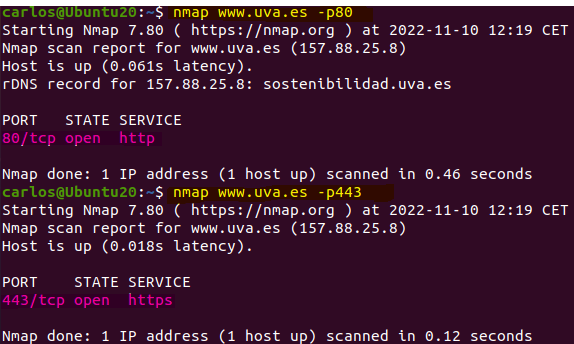 carlos@Ubuntu20:~$ nmap www.uva.es -p80
Starting Nmap 7.80 ( https://nmap.org ) at 2022-11-10 12:19 CET
Nmap scan report for www.uva.es (157.88.25.8)
Host is up (0.061s latency).
rDNS record for 157.88.25.8: sostenibilidad.uva.es
PORT   STATE SERVICE
80/tcp open  http
Nmap done: 1 IP address (1 host up) scanned in 0.46 seconds
carlos@Ubuntu20:~$ nmap www.uva.es -p443
Starting Nmap 7.80 ( https://nmap.org ) at 2022-11-10 12:19 CET
Nmap scan report for www.uva.es (157.88.25.8)
Host is up (0.018s latency).
PORT    STATE SERVICE
443/tcp open  https
Nmap done: 1 IP address (1 host up) scanned in 0.12 seconds